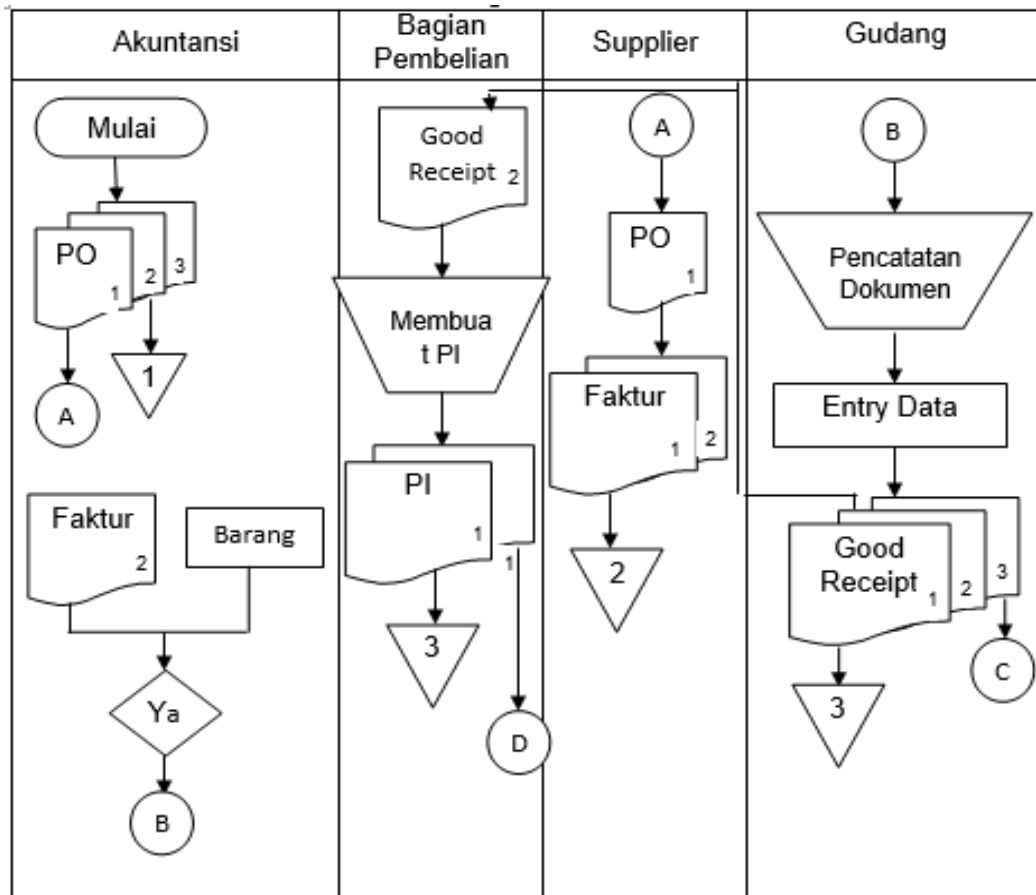 Akuntansi
Bagian
Pembelian
Supplier
Gudang
Mulai
PO
1
2
3
A
1
Faktur
2
Barang
Ya
B
Good
Receipt 2
Membua
t PI
PI
1
1
3
D
A
PO
1
Faktur
1
2
2
B
Pencatatan
Dokumen
Entry Data
Good
Receipt
1
2
3
C
3